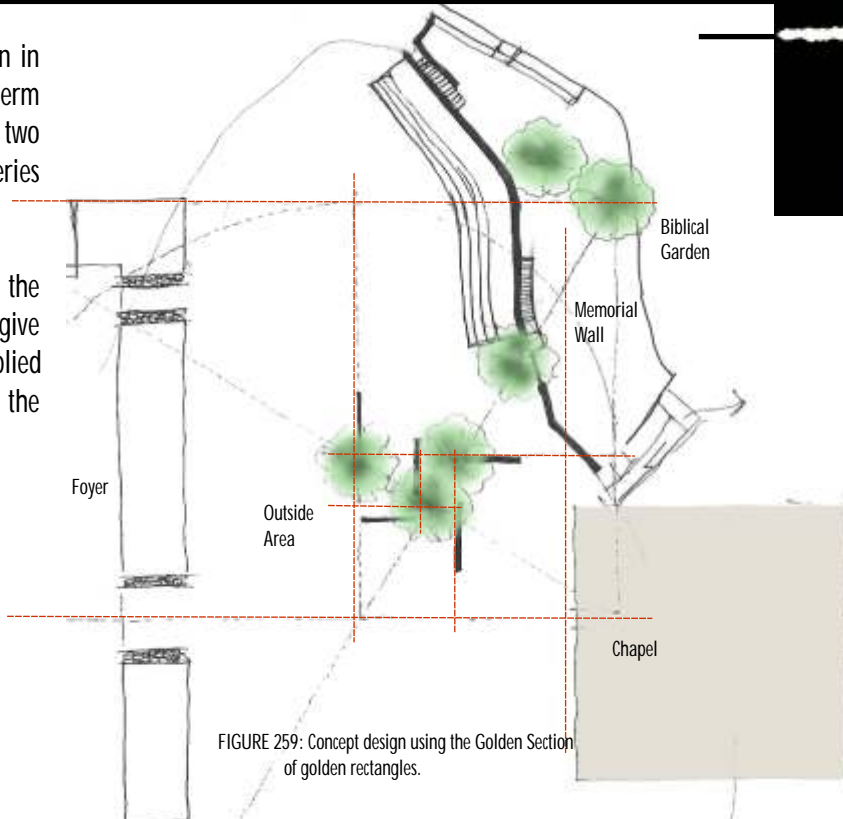 n in
erm
two
eries
the
give
plied
the
Biblical
Garden
Memorial
Wall
Foyer
Outside
Area
Chapel
FIGURE 259: Concept design using the Golden Section
of golden rectangles.